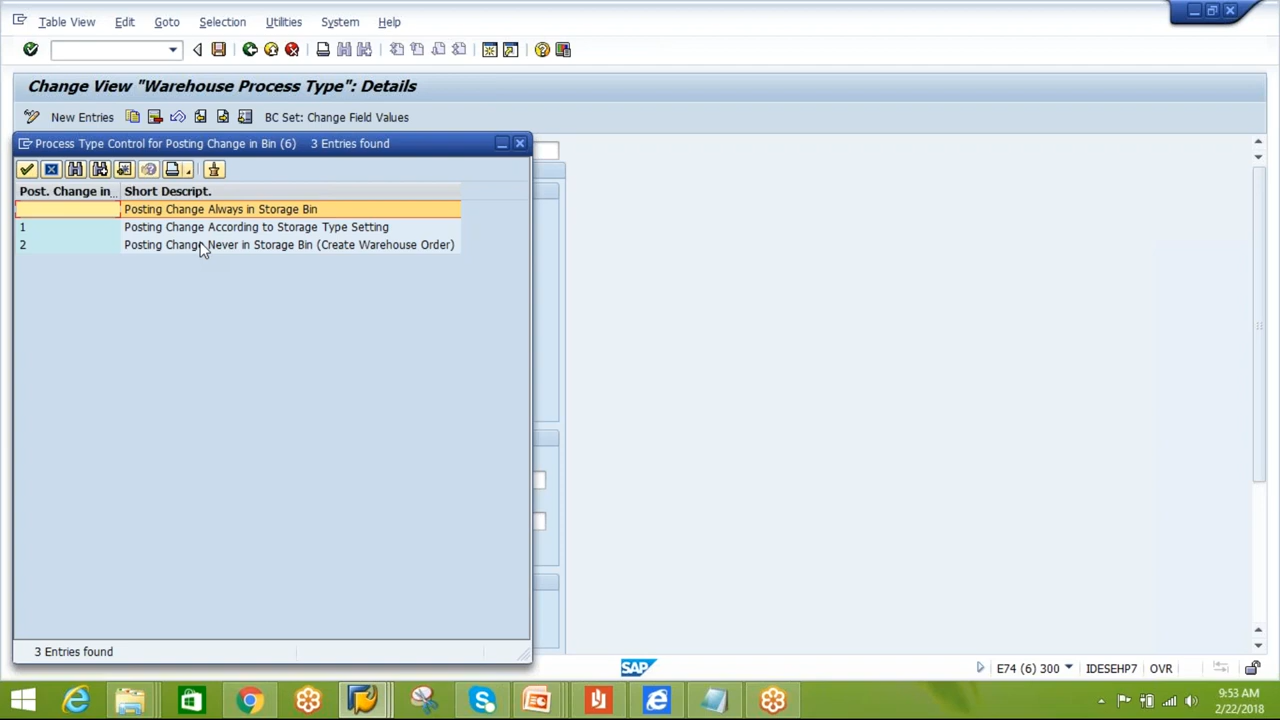 Table View Edit Goto Selection Utilities System Help
Change View "Warehouse Process Type": Details
New Entries BC Set: Change Field Values
Process Type Control for Posting Change in Bin (6) 3 Entries found
Post. Change in... Short Descript.
Posting Change Always in Storage Bin
1 Posting Change According to Storage Type Setting
2 Posting Change Never in Storage Bin (Create Warehouse Order)
3 Entries found
SAP E74 (6) 300 IDESEHP7 OVR
9:53 AM
2/22/2018